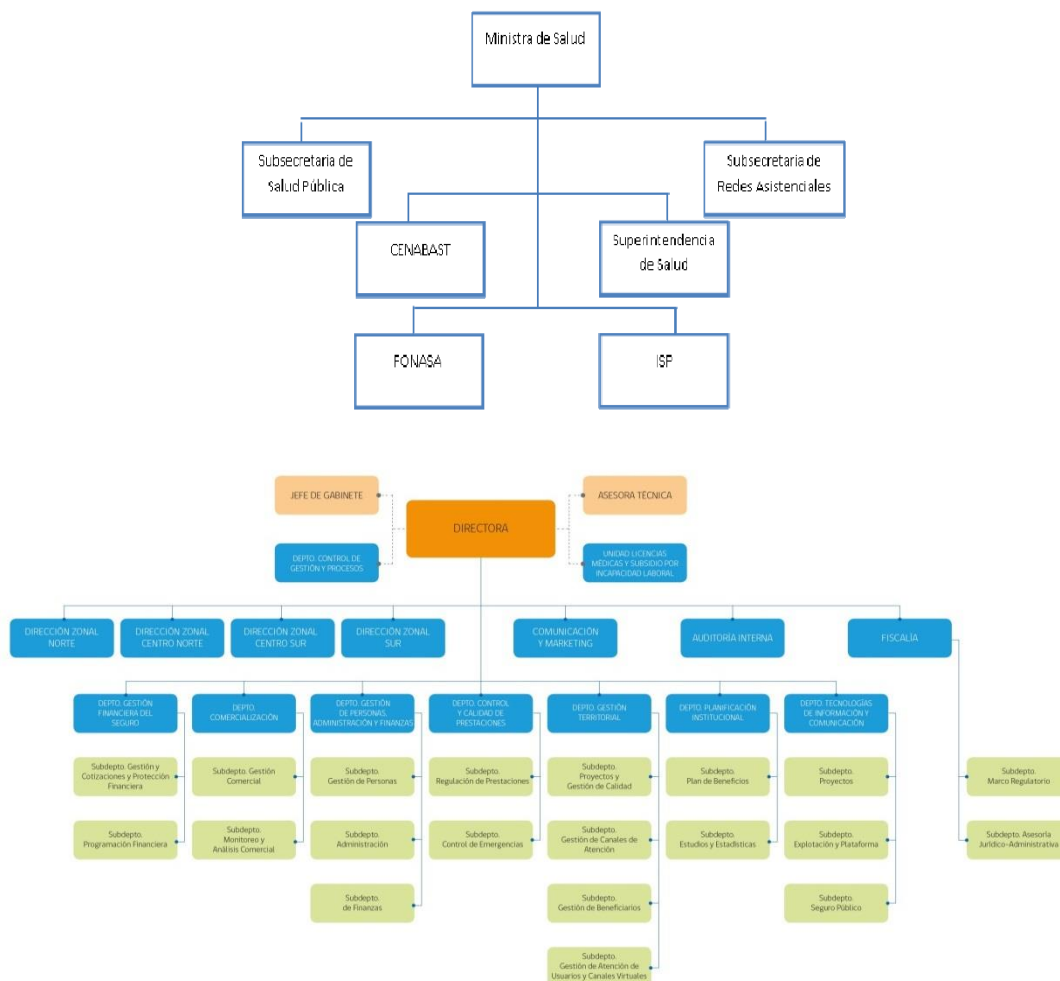 Ministra de Salud
Subsecretaria de
Salud Pública
Subsecretaria de
Redes Asistenciales
CENABAST
Superintendencia
de Salud
FONASA
ISP
JEFE DE GABINETE
ASESORA TÉCNICA
DIRECTORA
DEPTO. CONTROL DE
GESTIÓN Y PROCESOS
UNIDAD LICENCIAS
MÉDICAS Y SUBSIDIO POR
INCAPACIDAD LABORAL
DIRECCIÓN ZONAL
NORTE
DIRECCIÓN ZONAL
CENTRO NORTE
DIRECCIÓN ZONAL
CENTRO SUR
DIRECCIÓN ZONAL
SUR
COMUNICACIÓN
Y MARKETING
AUDITORÍA INTERNA
FISCALÍA
DEPTO. GESTIÓN
FINANCIERA DEL
SEGURO
DEPTO.
COMERCIALIZACIÓN
DEPTO. GESTIÓN
DE PERSONAS,
ADMINISTRACIÓN Y FINANZAS
DEPTO. CONTROL
Y CALIDAD DE
PRESTACIONES
DEPTO. GESTIÓN
TERRITORIAL
DEPTO. PLANIFICACIÓN
INSTITUCIONAL
DEPTO. TECNOLOGÍAS
DE INFORMACIÓN Y
COMUNICACIÓN
Subdepto. Gestión y
Cotizaciones y Protección
Financiera
Subdepto. Gestión
Comercial
Subdepto.
Gestión de Personas
Subdepto.
Regulación de Prestaciones
Subdepto.
Proyectos y
Gestión de Calidad
Subdepto.
Plan de Beneficios
Subdepto.
Proyectos
Subdepto.
Marco Regulatorio
Subdepto.
Programación Financiera
Subdepto.
Monitoreo y
Análisis Comercial
Subdepto.
Administración
Subdepto.
Control de Emergencias
Subdepto.
Gestión de Canales de
Atención
Subdepto.
Estudios y Estadísticas
Subdepto.
Explotación y Plataforma
Subdepto. Asesoría
Jurídico-Administrativa
Subdepto.
de Finanzas
Subdepto.
Gestión de Beneficiarios
Subdepto.
Seguro Público
Subdepto.
Gestión de Atención de
Usuarios y Canales Virtuales